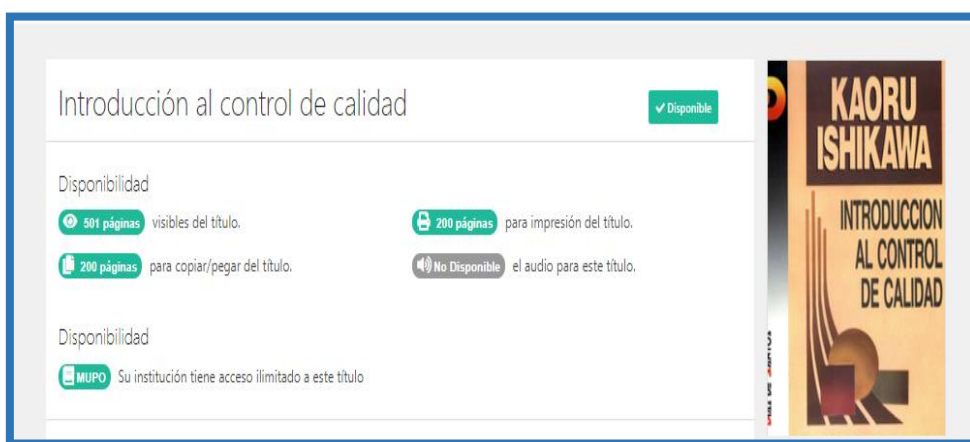 Introducción al control de calidad
Disponible
Disponibilidad
501 páginas visibles del título.
200 páginas para impresión del título.
200 páginas para copiar/pegar del título.
No Disponible el audio para este título.
Disponibilidad
MUPO Su institución tiene acceso ilimitado a este título
KAORU
ISHIKAWA
INTRODUCCION
AL CONTROL
DE CALIDAD